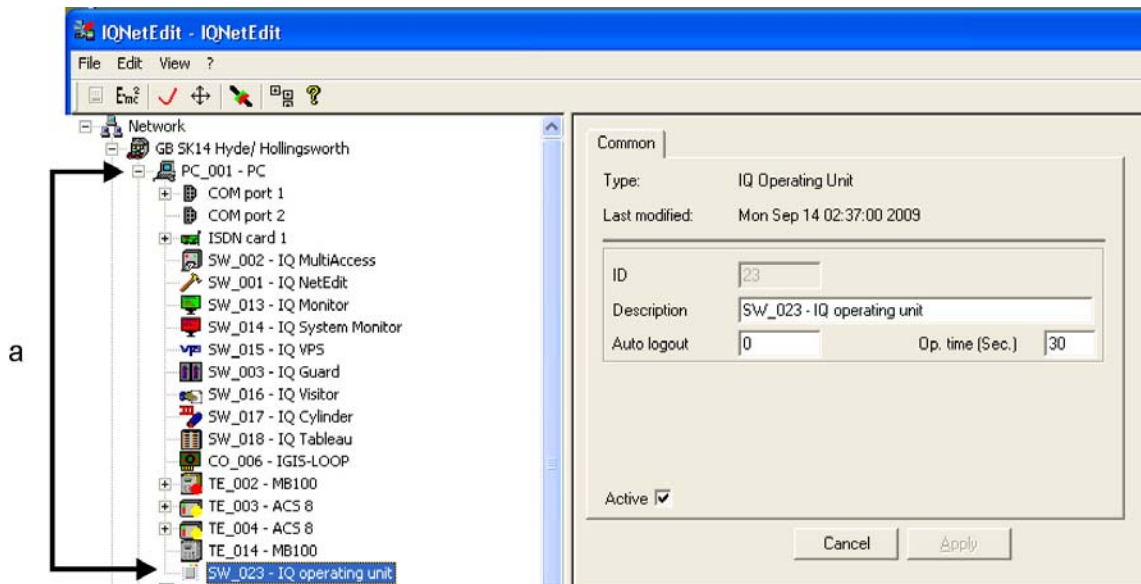 IQNetEdit - IQNetEdit
File Edit View ?
Emc²
Network
GB SK14 Hyde/ Hollingsworth
PC_001 - PC
COM port 1
COM port 2
ISDN card 1
SW_002 - IQ MultiAccess
SW_001 - IQ NetEdit
SW_013 - IQ Monitor
SW_014 - IQ System Monitor
VPS SW_015 - IQ VPS
SW_003 - IQ Guard
SW_016 - IQ Visitor
SW_017 - IQ Cylinder
SW_018 - IQ Tableau
CO_006 - IGIS-LOOP
TE_002 - MB100
TE_003 - ACS 8
TE_004 - ACS 8
TE_014 - MB100
SW_023 - IQ operating unit
a
Common
Type: IQ Operating Unit
Last modified: Mon Sep 14 02:37:00 2009
ID 23
Description SW_023 - IQ operating unit
Auto logout 0 Op. time (Sec.) 30
Active
Cancel Apply